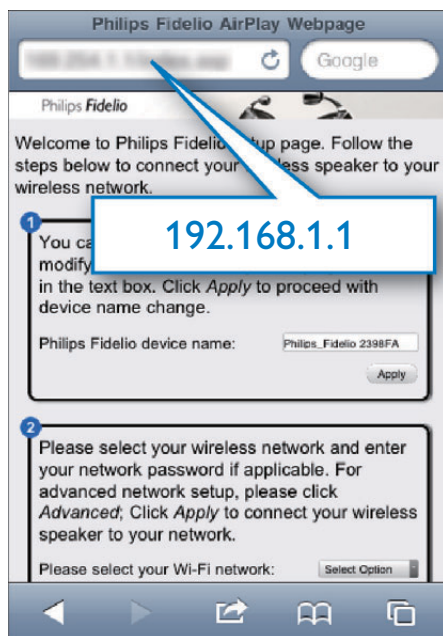 Philips Fidelio AirPlay Webpage
Google
Philips Fidelio
Welcome to Philips Fidelio setup page. Follow the
steps below to connect your wireless speaker to your
wireless network.
192.168.1.1
1
You ca
modify
in the text box. Click Apply to proceed with
device name change.
Philips Fidelio device name: Philips_Fidelio 2398FA
Apply
2
Please select your wireless network and enter
your network password if applicable. For
advanced network setup, please click
Advanced; Click Apply to connect your wireless
speaker to your network.
Please select your Wi-Fi network: Select Option